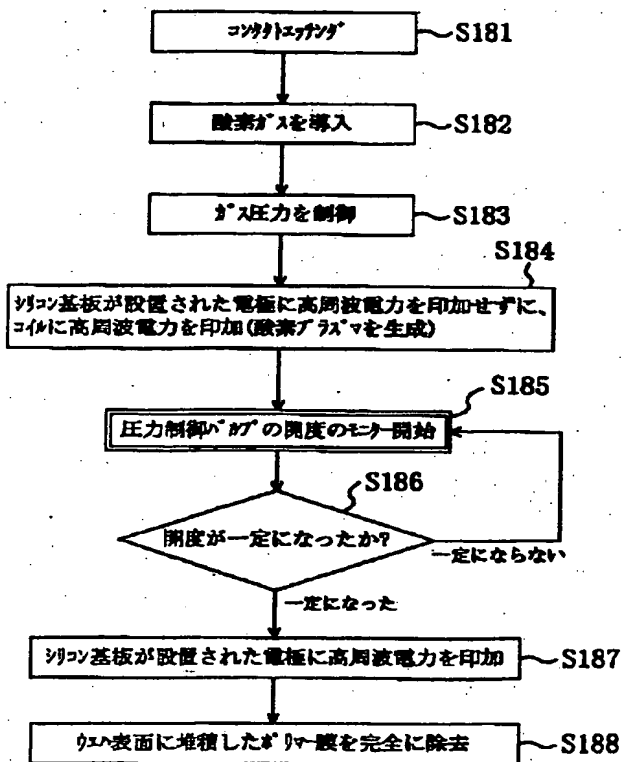 コンタクトエッチング S181
酸素ガスを導入 S182
ガス圧力を制御 S183
S184
シリコン基板が設置された電極に高周波電力を印加せずに、
コイルに高周波電力を印加(酸素プラズマを生成)
S185
圧力制御バルブの開度のモニター開始
S186
開度が一定になったか?
一定にならない
一定になった
シリコン基板が設置された電極に高周波電力を印加 S187
ウエハ表面に堆積したポリマー膜を完全に除去 S188